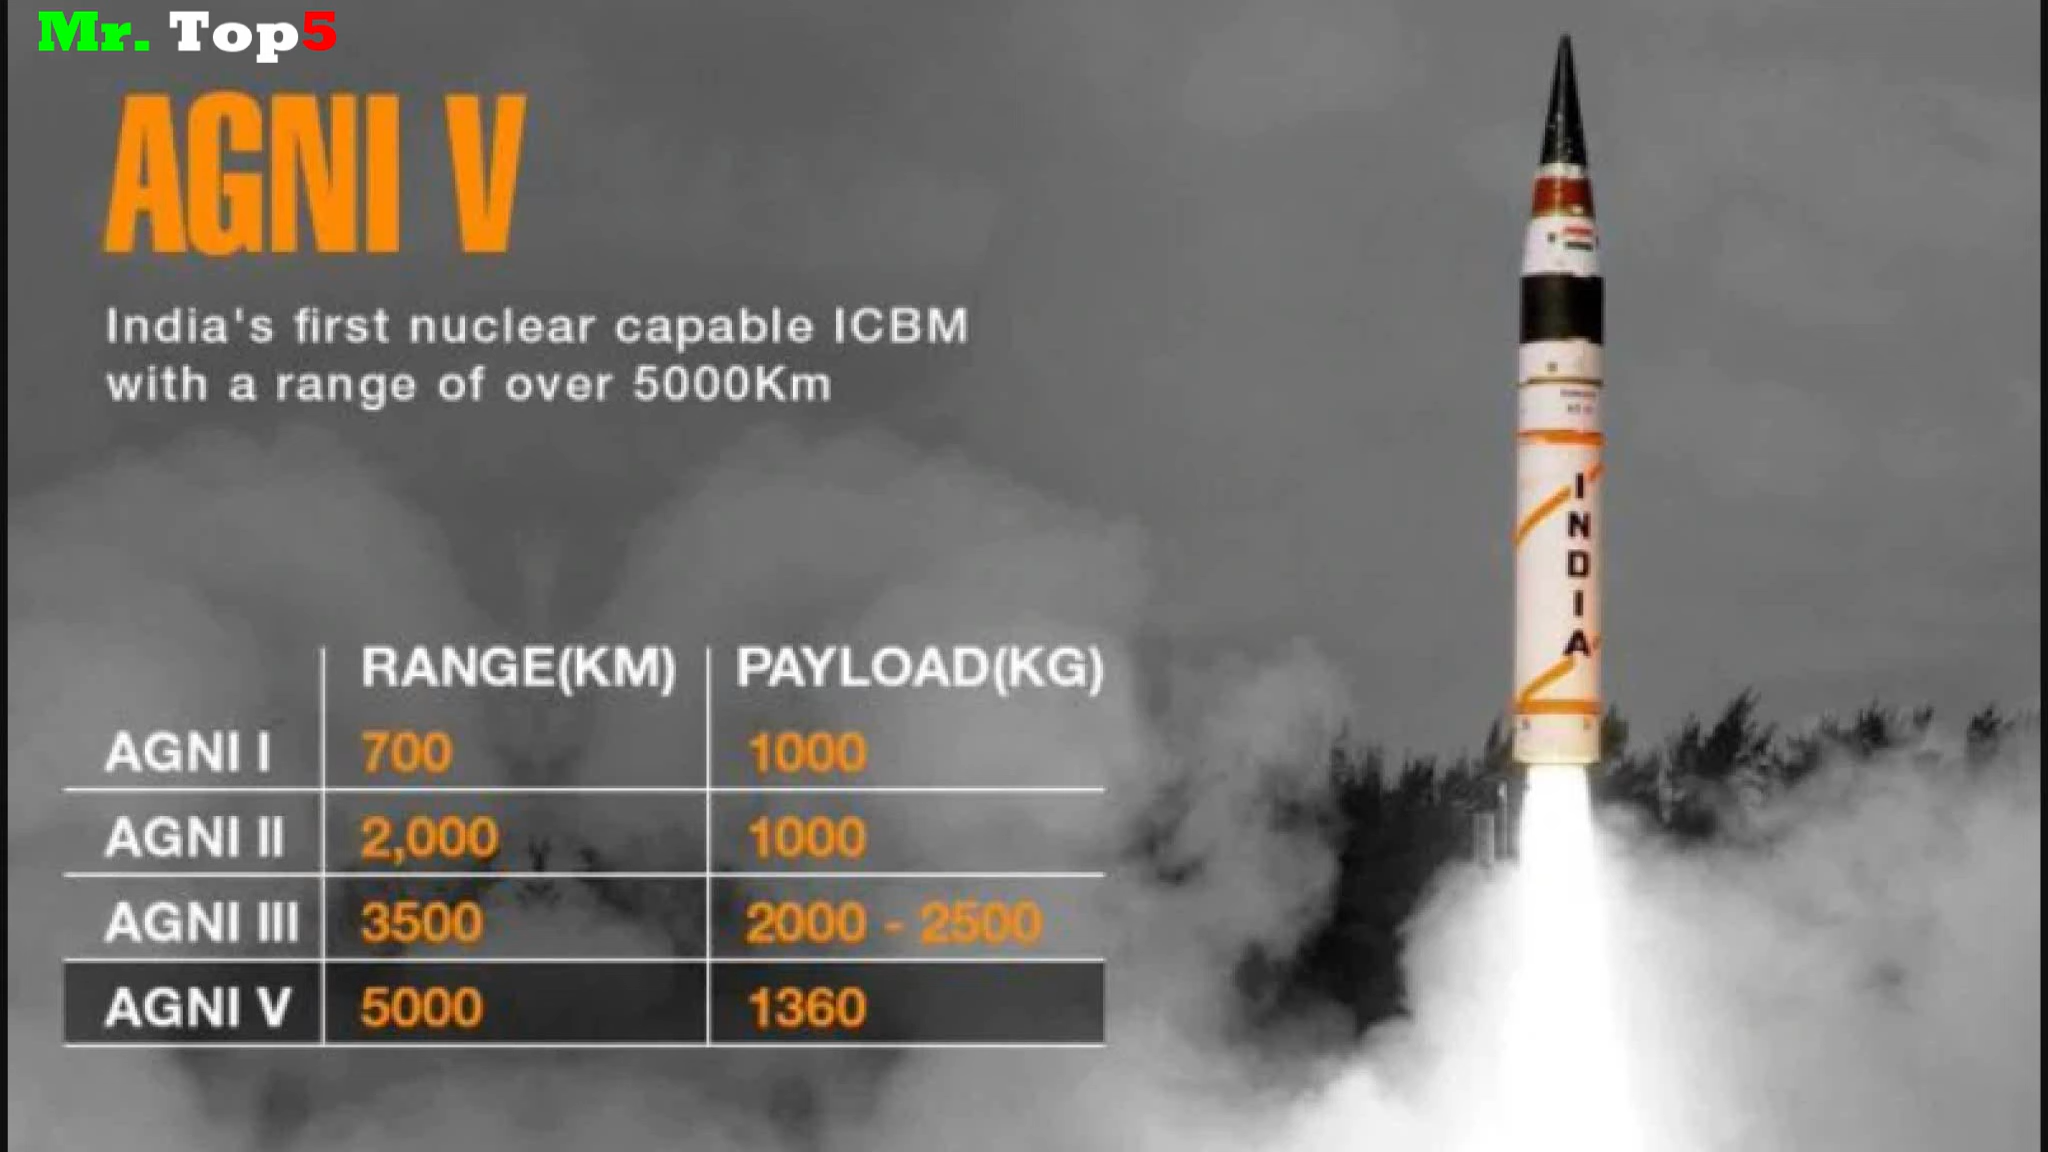 Mr. Top5
AGNI V
India's first nuclear capable ICBM
with a range of over 5000Km
RANGE(KM) PAYLOAD(KG)
AGNI I 700 1000
AGNI II 2,000 1000
AGNI III 3500 2000 - 2500
AGNI V 5000 1360
I
N
D
I
A